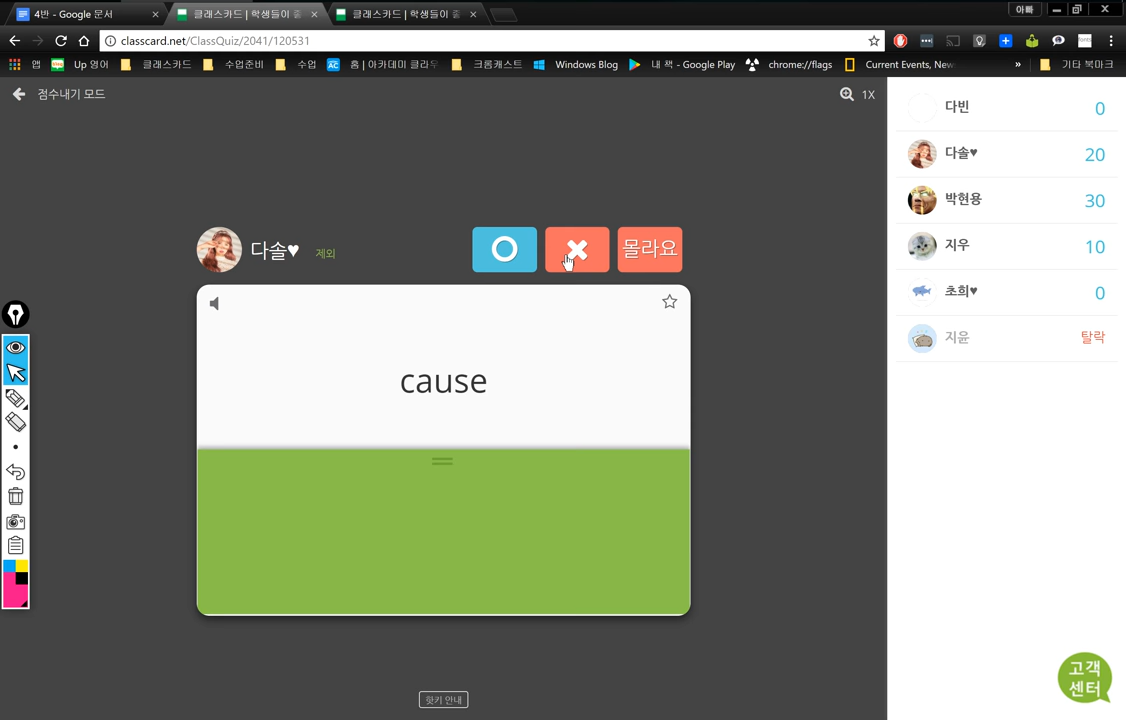 4반 - Google 문서
클래스카드 | 학생들이 좋
클래스카드 | 학생들이 좋
아빠
classcard.net/ClassQuiz/2041/120531
앱
Up 영어
클래스카드
수업준비
수업
홈 | 아카데미 클라우
크롬캐스트
Windows Blog
내 책 - Google Play
chrome://flags
Current Events, New
»
기타 북마크
점수내기 모드
1X
다솔♥
제외
몰라요
cause
핫키 안내
다빈 0
다솔♥ 20
박현용 30
지우 10
초희♥ 0
지윤 탈락
고객
센터